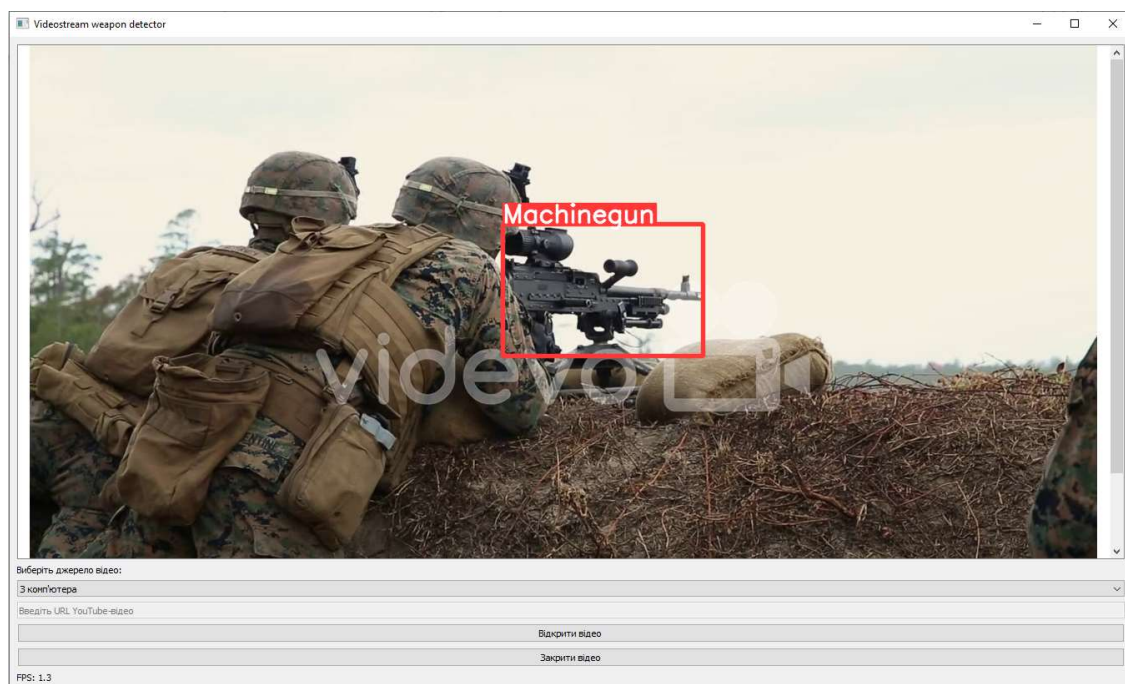 Videostream weapon detector
Machinegun
videvo
Виберіть джерело відео:
З комп'ютера
Введіть URL YouTube-відео
Відкрити відео
Закрити відео
FPS: 1.3